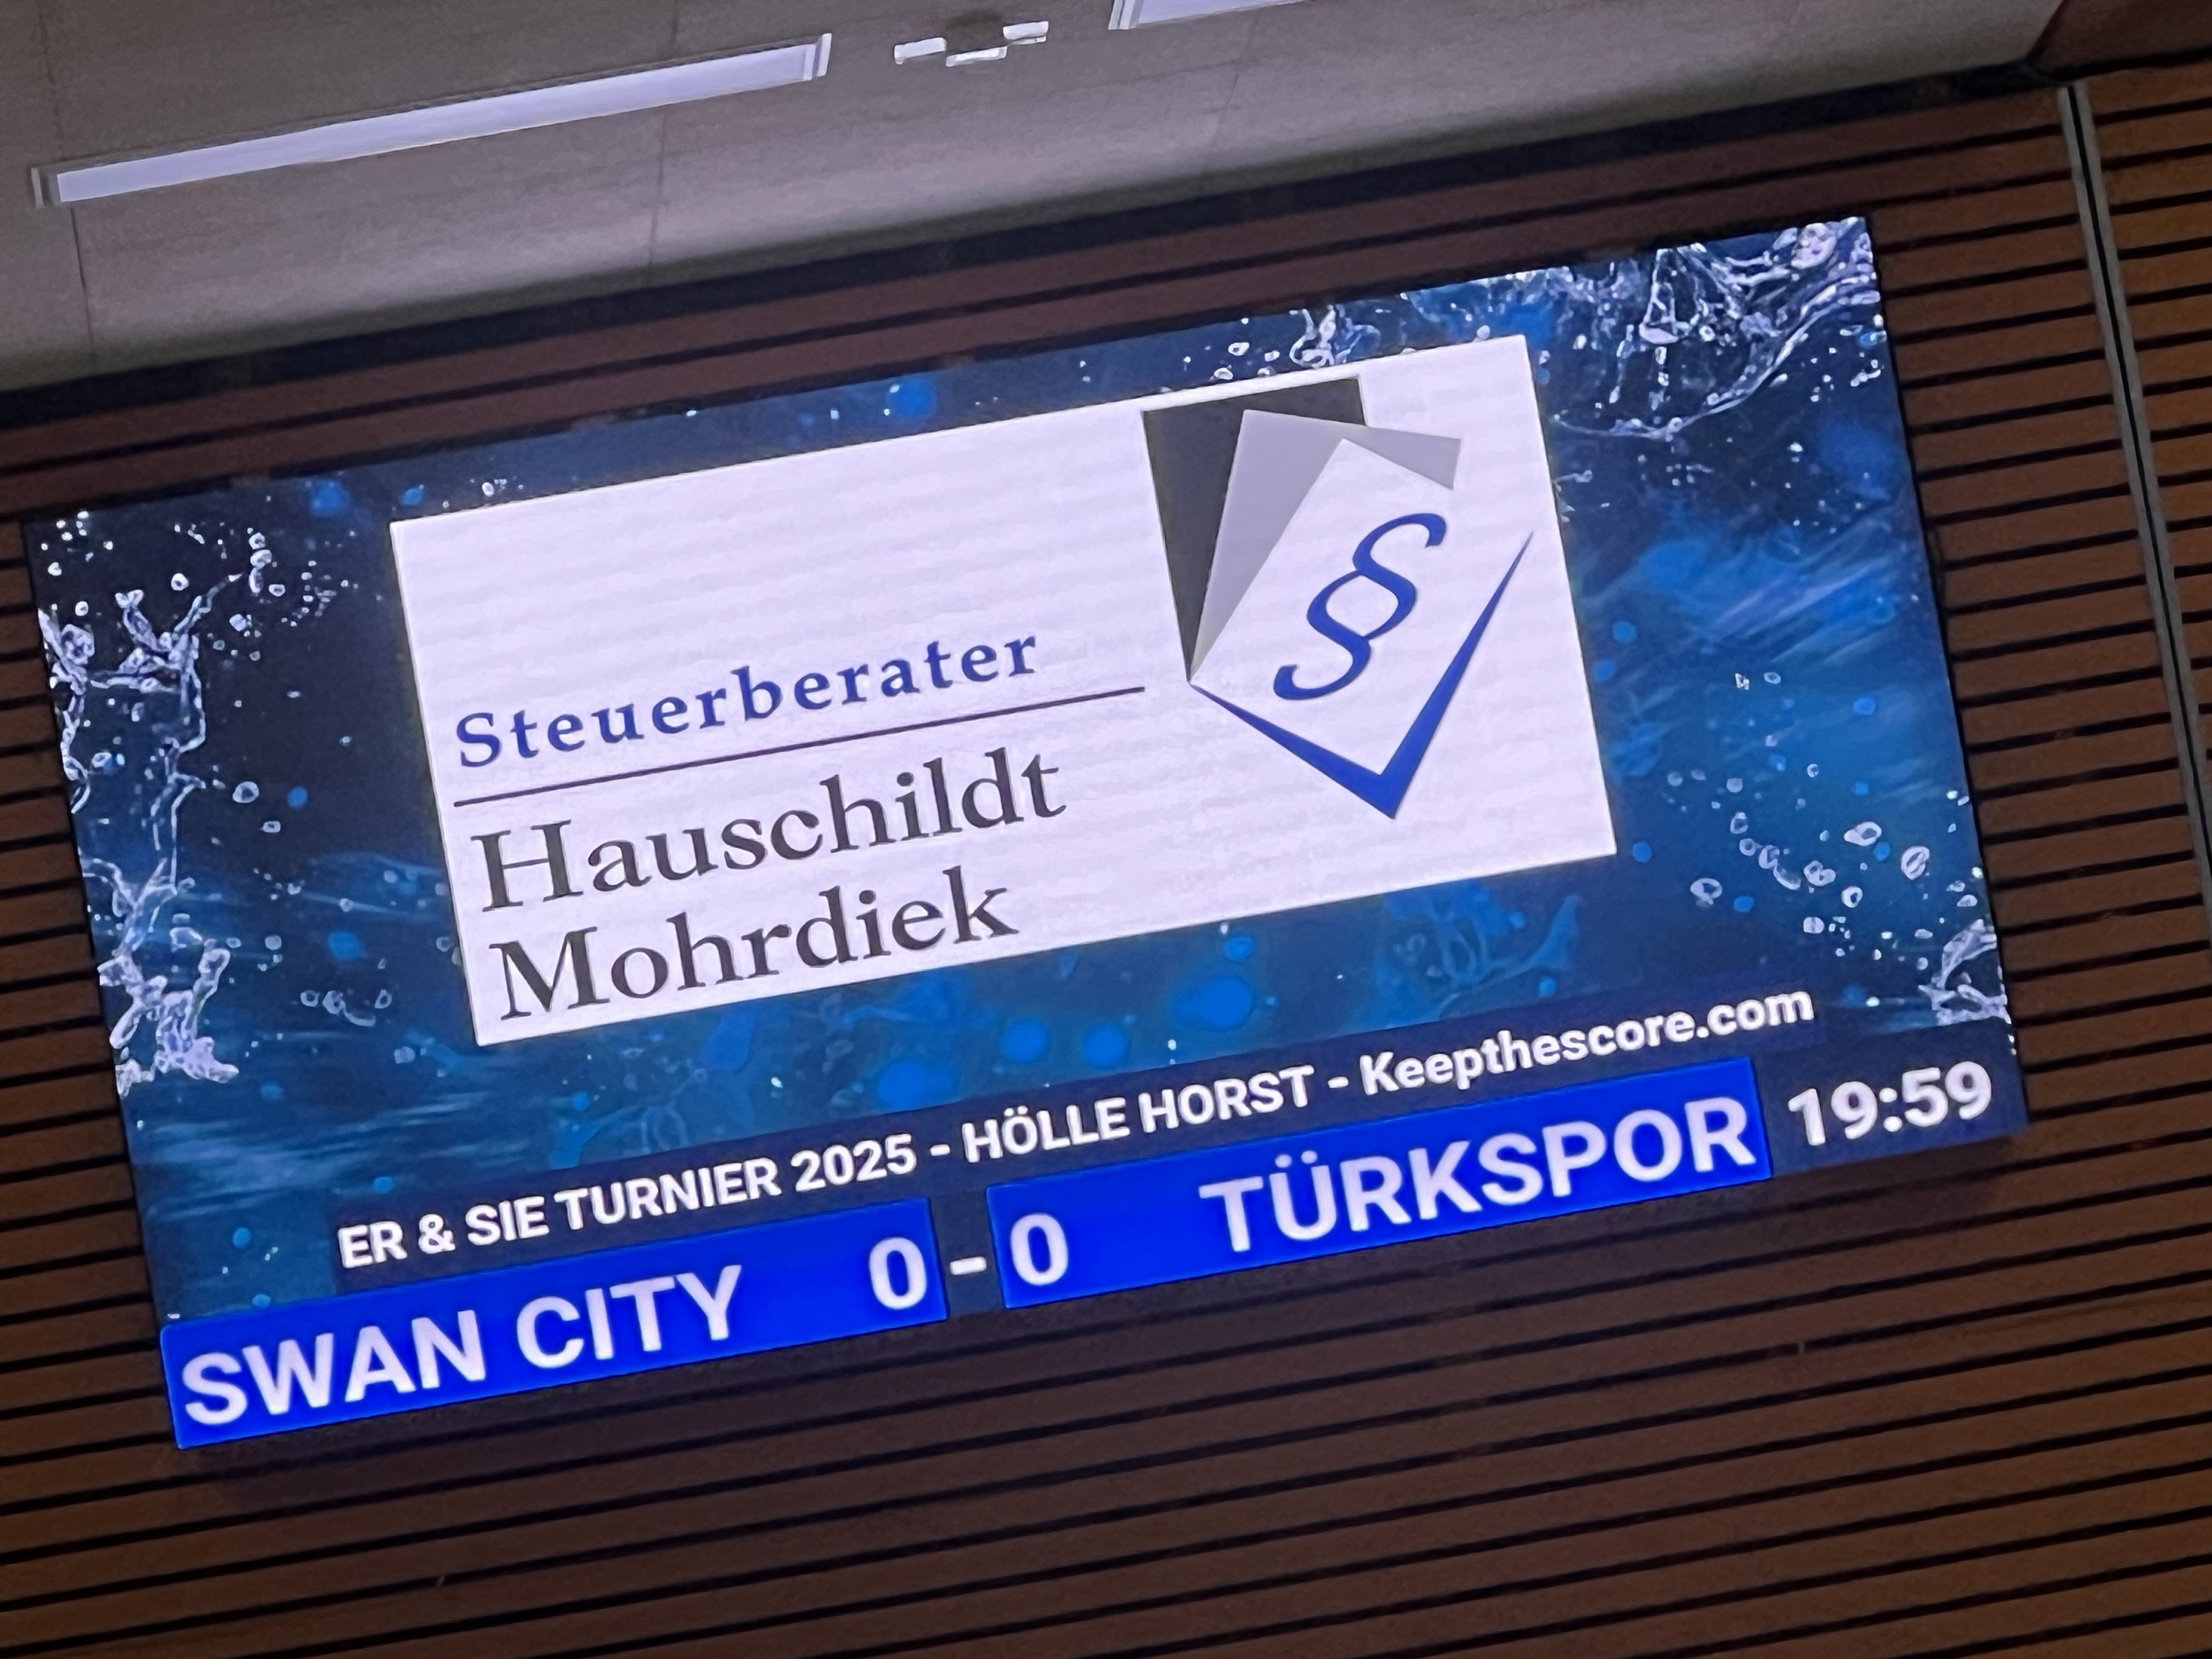 Steuerberater
Hauschildt
Mohrdiek
§
ER & SIE TURNIER 2025 - HÖLLE HORST - Keepthescore.com
SWAN CITY 0 - 0 TÜRKSPOR 19:59